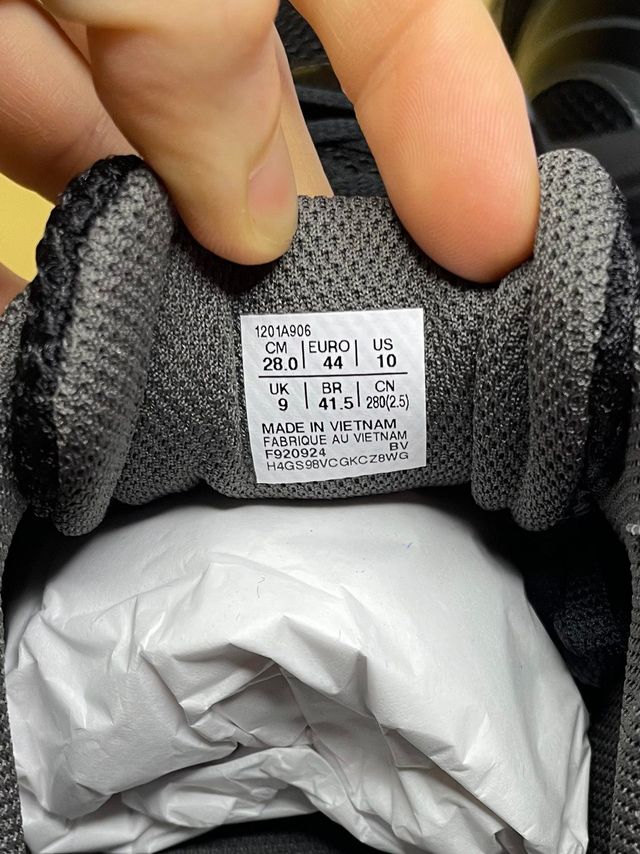 1201A906
CM | EURO | US
28.0 | 44 | 10
UK | BR | CN
9 | 41.5 | 280(2.5)
MADE IN VIETNAM
FABRIQUE AU VIETNAM
F920924 BV
H4GS98VCGKCZ8WG